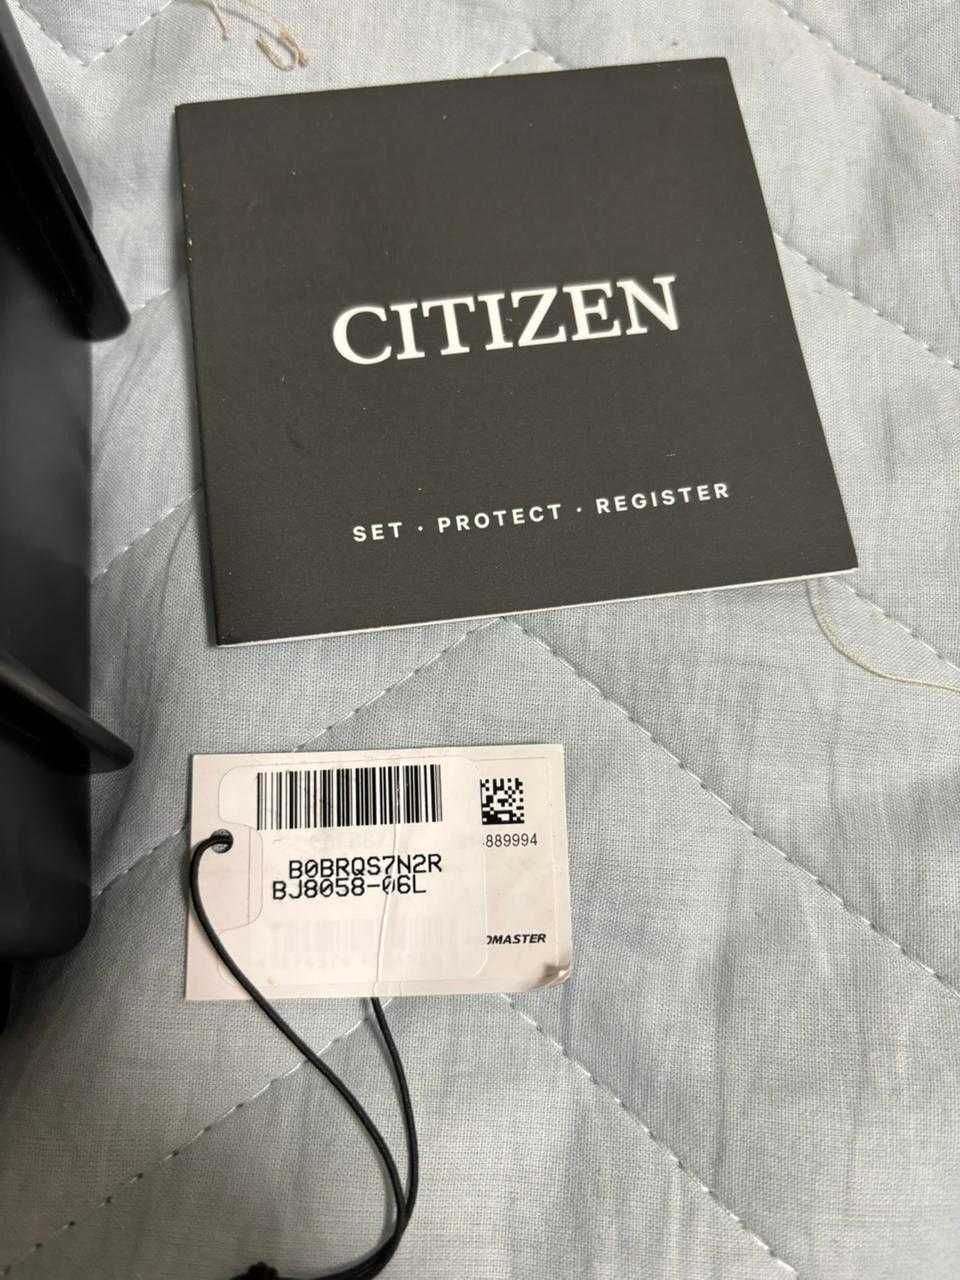 CITIZEN
SET · PROTECT · REGISTER
889994
B0BRQS7N2R
BJ8058-06L
OMASTER